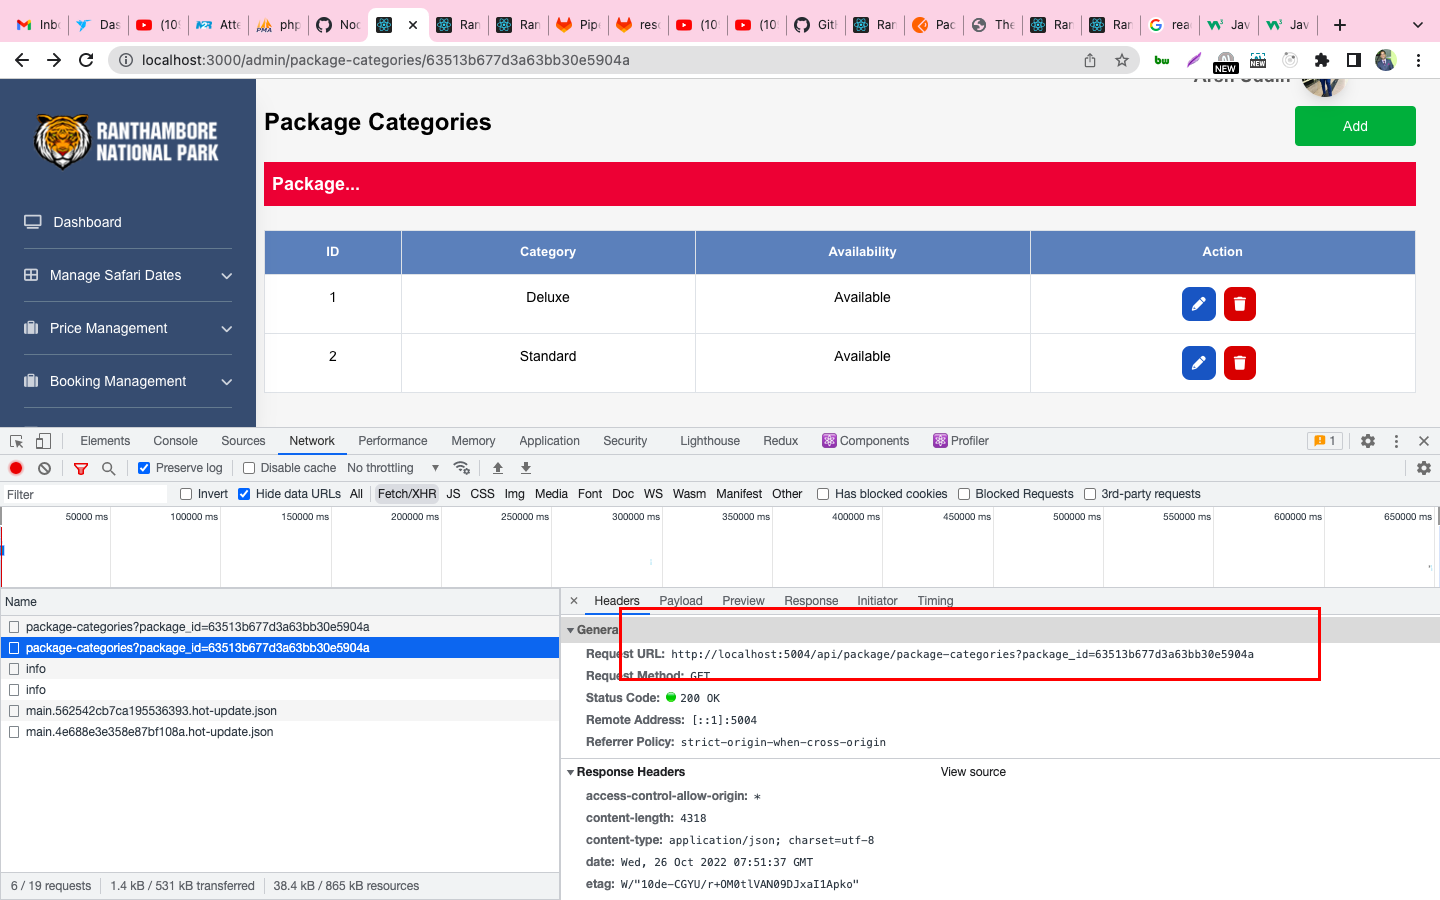 Inbo
Das
(105
Atte
php
Noc
Ran
Ran
Pip
res
(10
(10
Gith
Ran
Pac
The
Ran
Ran
rea
Jav
Jav
localhost:3000/admin/package-categories/63513b677d3a63bb30e5904a
bw
NEW
NEW
RANTHAMBORE
NATIONAL PARK
Dashboard
Manage Safari Dates
Price Management
Booking Management
Package Categories
Add
Package...
ID Category Availability Action
1 Deluxe Available
2 Standard Available
Elements Console Sources Network Performance Memory Application Security Lighthouse Redux Components Profiler 1
Preserve log Disable cache No throttling
Filter Invert Hide data URLs All Fetch/XHR JS CSS Img Media Font Doc WS Wasm Manifest Other Has blocked cookies Blocked Requests 3rd-party requests
50000 ms 100000 ms 150000 ms 200000 ms 250000 ms 300000 ms 350000 ms 400000 ms 450000 ms 500000 ms 550000 ms 600000 ms 650000 ms
Name
package-categories?package_id=63513b677d3a63bb30e5904a
package-categories?package_id=63513b677d3a63bb30e5904a
info
info
main.562542cb7ca195536393.hot-update.json
main.4e688e3e358e87bf108a.hot-update.json
6 / 19 requests 1.4 kB / 531 kB transferred 38.4 kB / 865 kB resources
Headers Payload Preview Response Initiator Timing
Genera
Request URL: http://localhost:5004/api/package/package-categories?package_id=63513b677d3a63bb30e5904a
Request Method: GET
Status Code: 200 OK
Remote Address: [::1]:5004
Referrer Policy: strict-origin-when-cross-origin
Response Headers View source
access-control-allow-origin: *
content-length: 4318
content-type: application/json; charset=utf-8
date: Wed, 26 Oct 2022 07:51:37 GMT
etag: W/"10de-CGYU/r+OM0tlVAN09DJxaI1Apko"